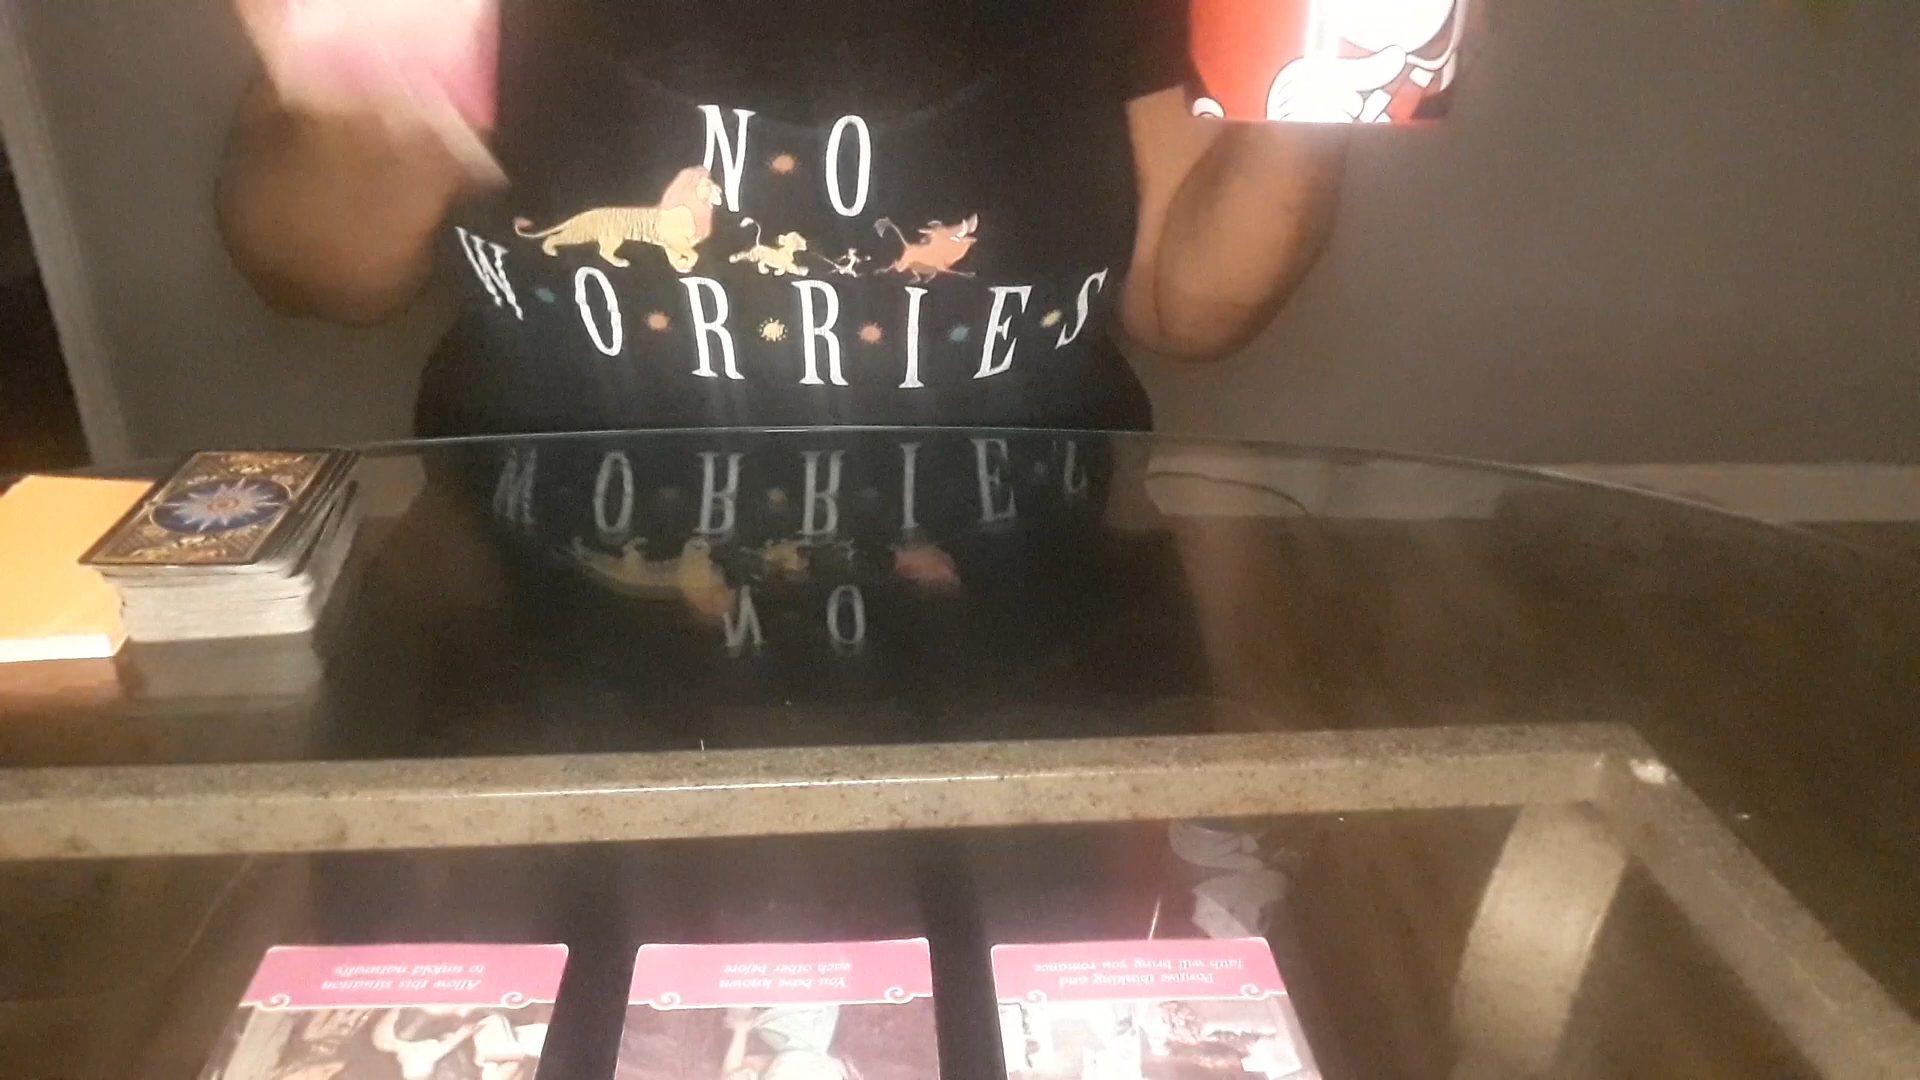 NO
WORRIES
Allow this situation
to unfold naturally.
You have known
each other before.
Positive thinking and
faith will bring you romance.